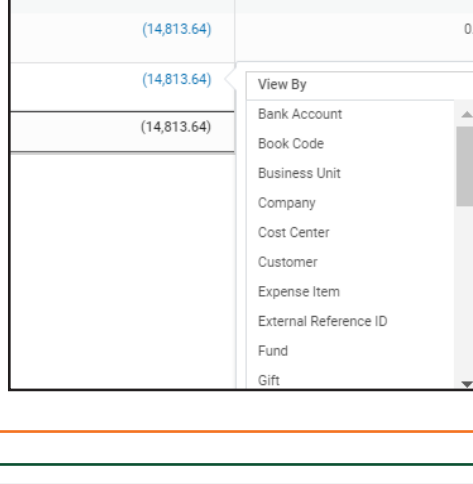 (14,813.64) 0.
(14,813.64) View By
Bank Account
(14,813.64)
Book Code
Business Unit
Company
Cost Center
Customer
Expense Item
External Reference ID
Fund
Gift